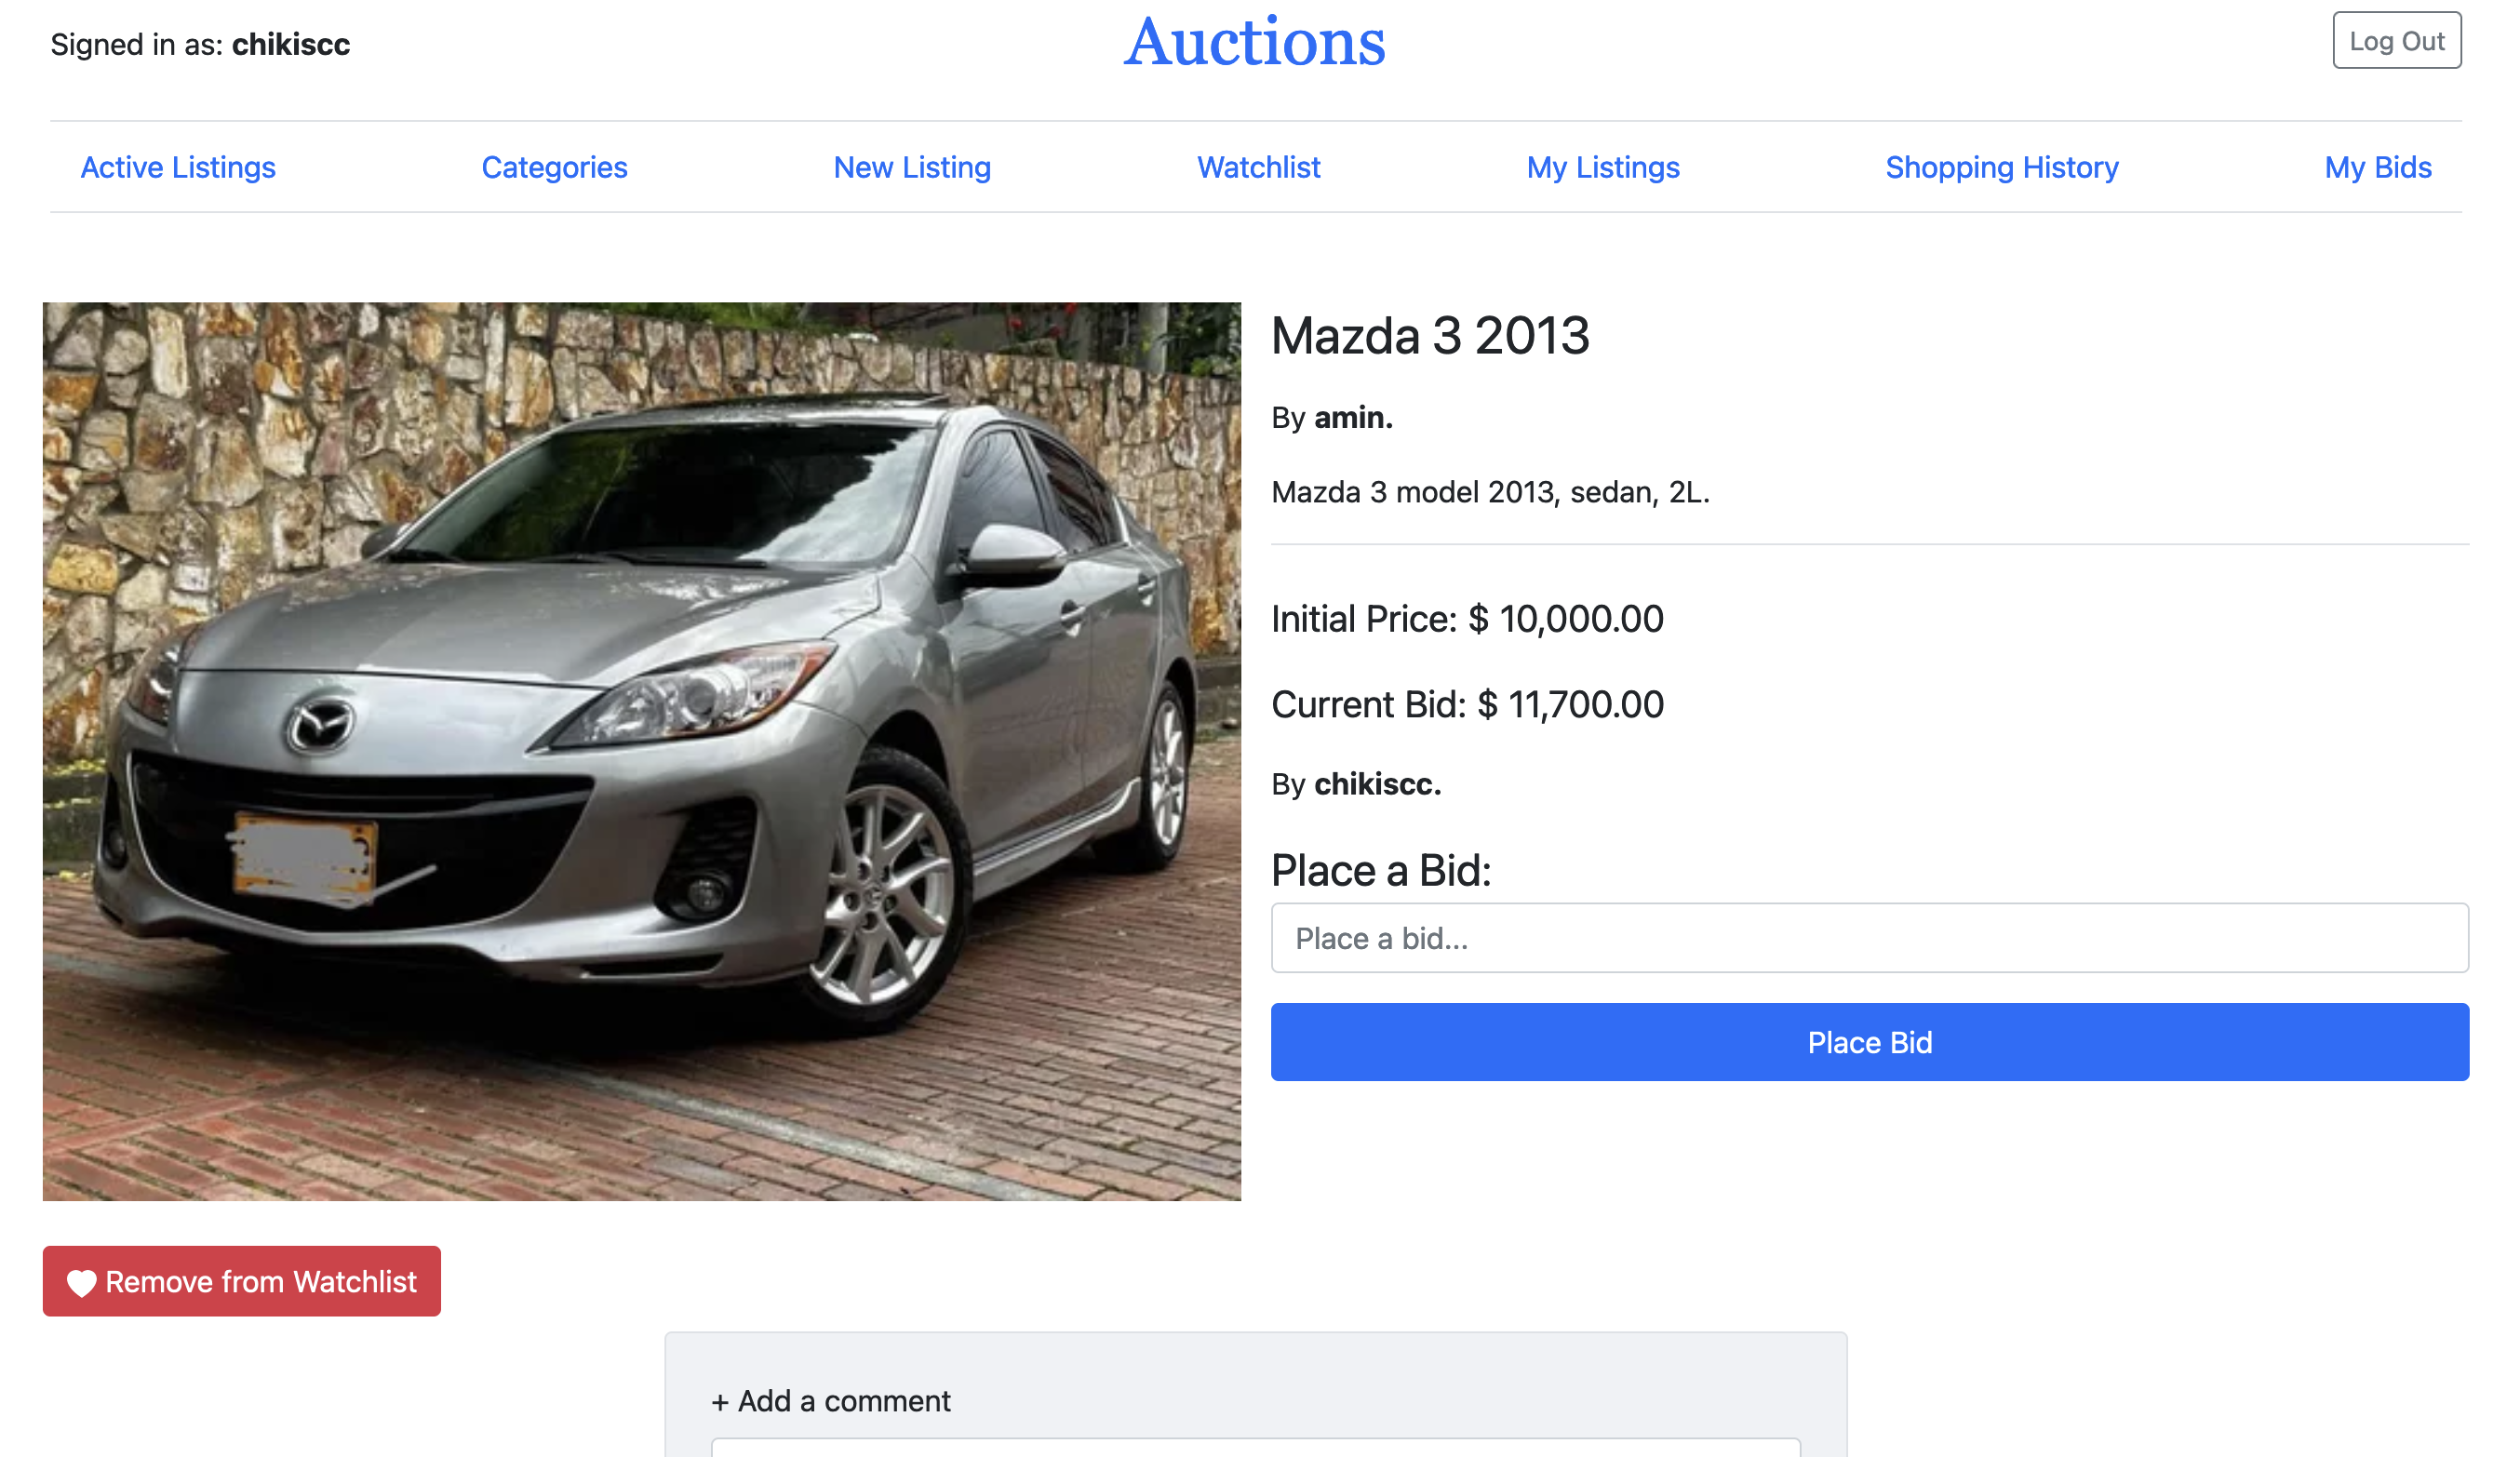 Signed in as: chikiscc
Auctions
Log Out
Active Listings
Categories
New Listing
Watchlist
My Listings
Shopping History
My Bids
Mazda 3 2013
By amin.
Mazda 3 model 2013, sedan, 2L.
Initial Price: $ 10,000.00
Current Bid: $ 11,700.00
By chikiscc.
Place a Bid:
Place a bid...
Place Bid
Remove from Watchlist
+ Add a comment